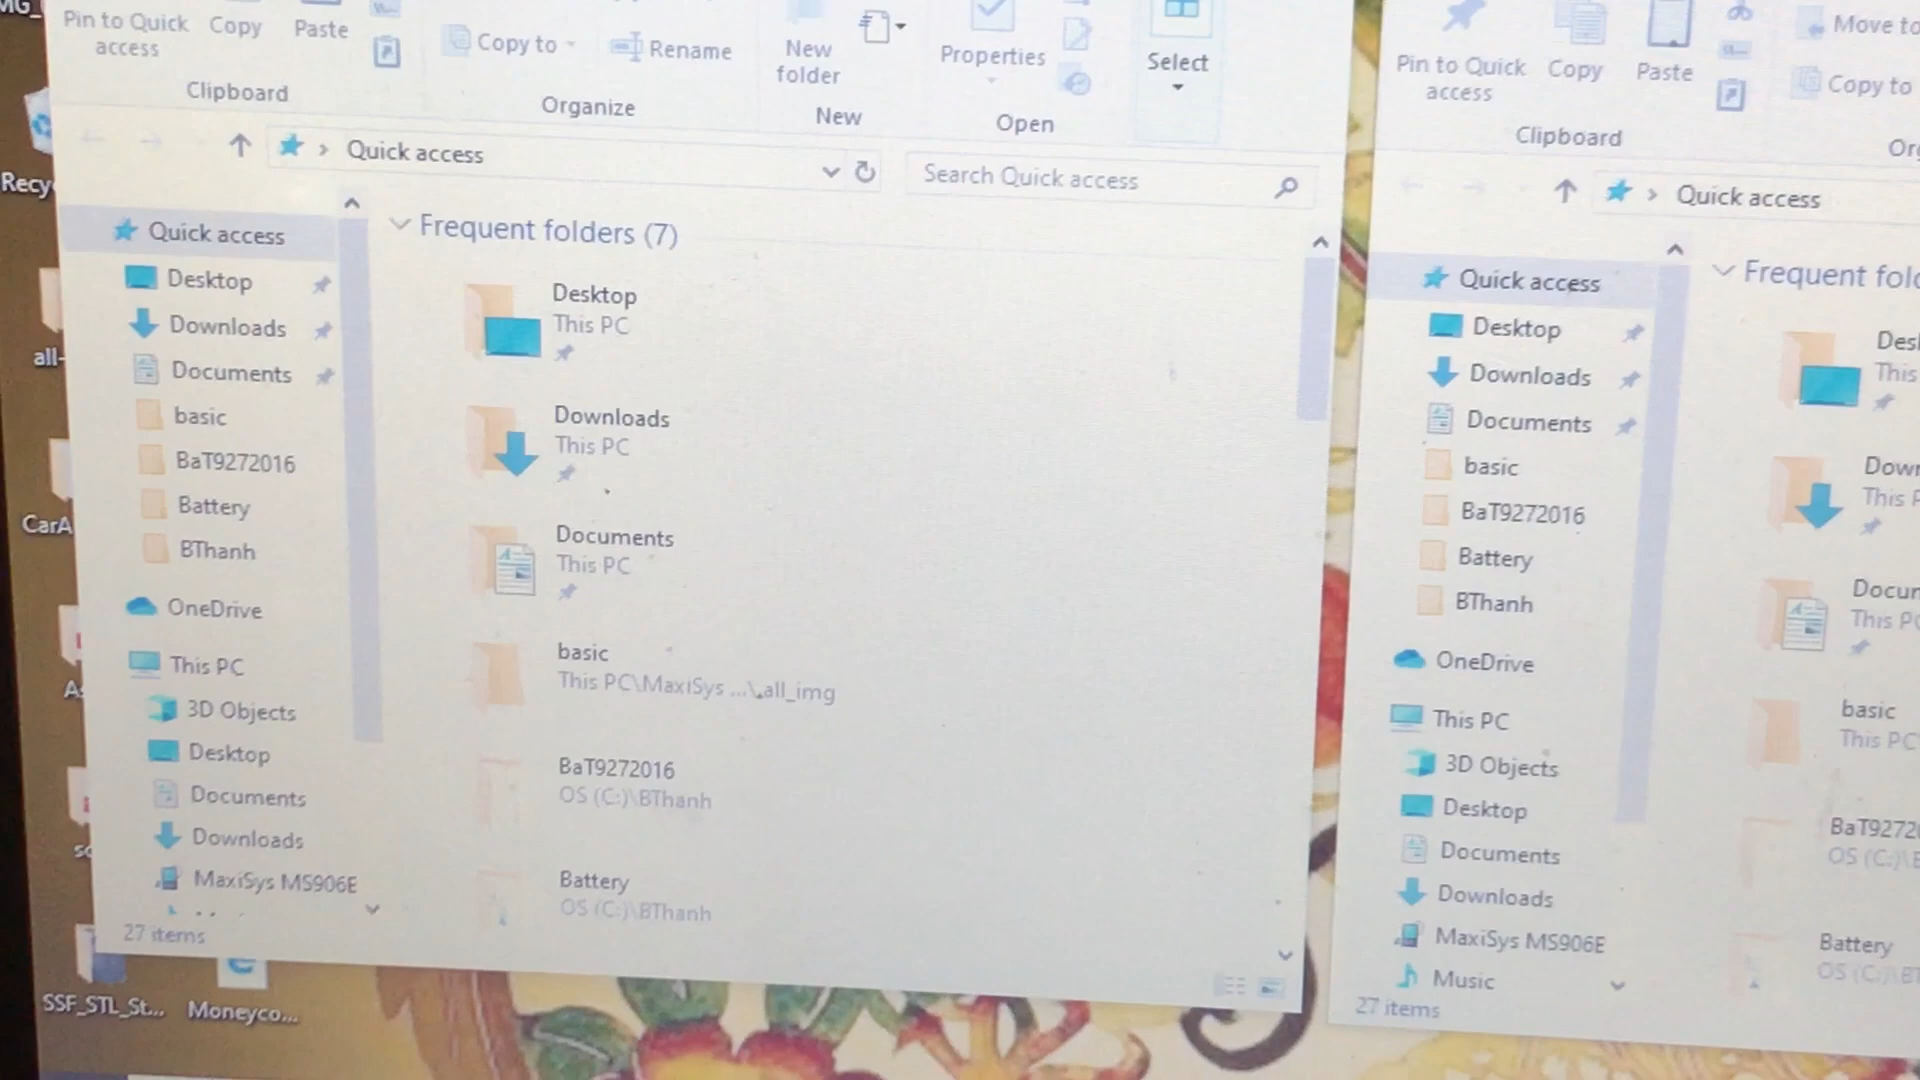 Pin to Quick access
Copy
Paste
Copy to
Rename
New folder
Properties
Select
Clipboard
Organize
New
Open
Quick access
Search Quick access
Quick access
Desktop
Downloads
Documents
basic
BaT9272016
Battery
BThanh
OneDrive
This PC
3D Objects
Desktop
Documents
Downloads
MaxiSys MS906E
27 items
Frequent folders (7)
Desktop
This PC
Downloads
This PC
Documents
This PC
basic
This PC\MaxiSys ...\all_img
BaT9272016
OS (C:)\BThanh
Battery
OS (C:)\BThanh
Pin to Quick access
Copy
Paste
Move to
Copy to
Clipboard
Quick access
Quick access
Desktop
Downloads
Documents
basic
BaT9272016
Battery
BThanh
OneDrive
This PC
3D Objects
Desktop
Documents
Downloads
MaxiSys MS906E
Music
27 items
Frequent
This
basic
This PC
Battery
SSF_STL_St...
Moneyco...